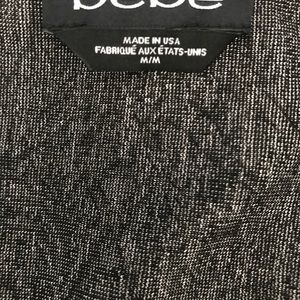 bebe
MADE IN USA
FABRIQUÉ AUX ÉTATS-UNIS
M/M